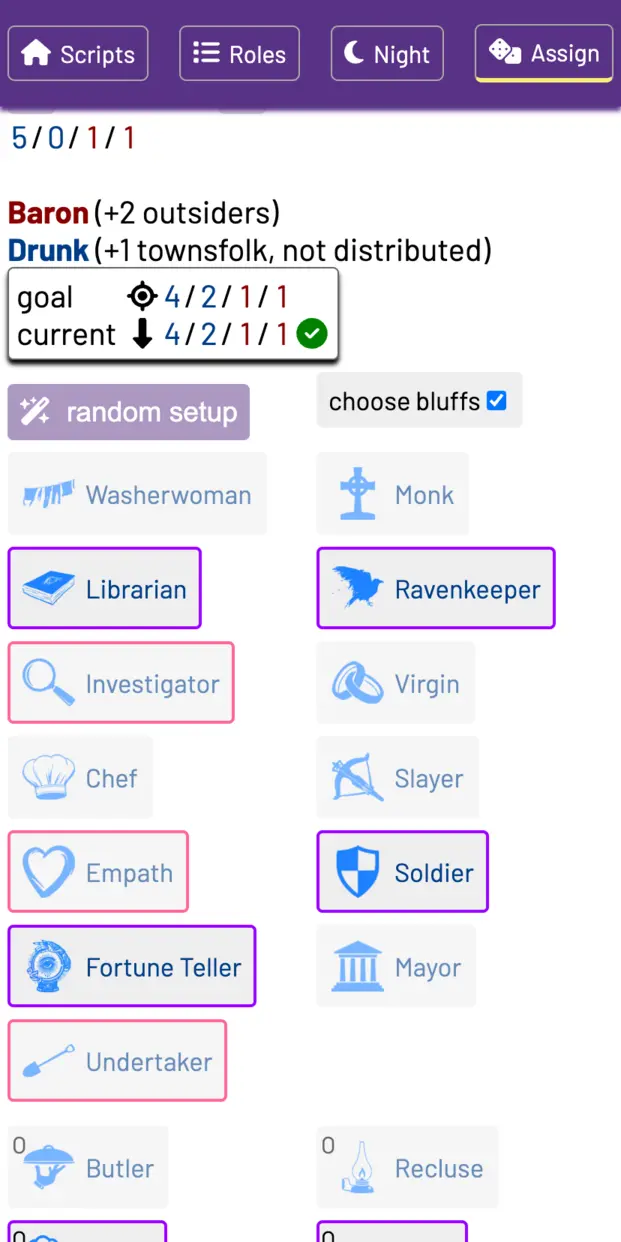 Scripts Roles Night Assign
5/0/1/1
Baron (+2 outsiders)
Drunk (+1 townsfolk, not distributed)
goal 4/2/1/1
current 4/2/1/1
random setup choose bluffs
Washerwoman Monk
Librarian Ravenkeeper
Investigator Virgin
Chef Slayer
Empath Soldier
Fortune Teller Mayor
Undertaker
0 0
Butler Recluse
0 0